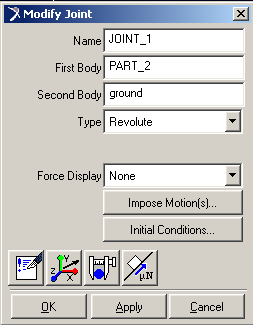 Modify Joint
Name JOINT_1
First Body PART_2
Second Body ground
Type Revolute
Force Display None
Impose Motion(s)...
Initial Conditions...
Z Y X μN
OK Apply Cancel